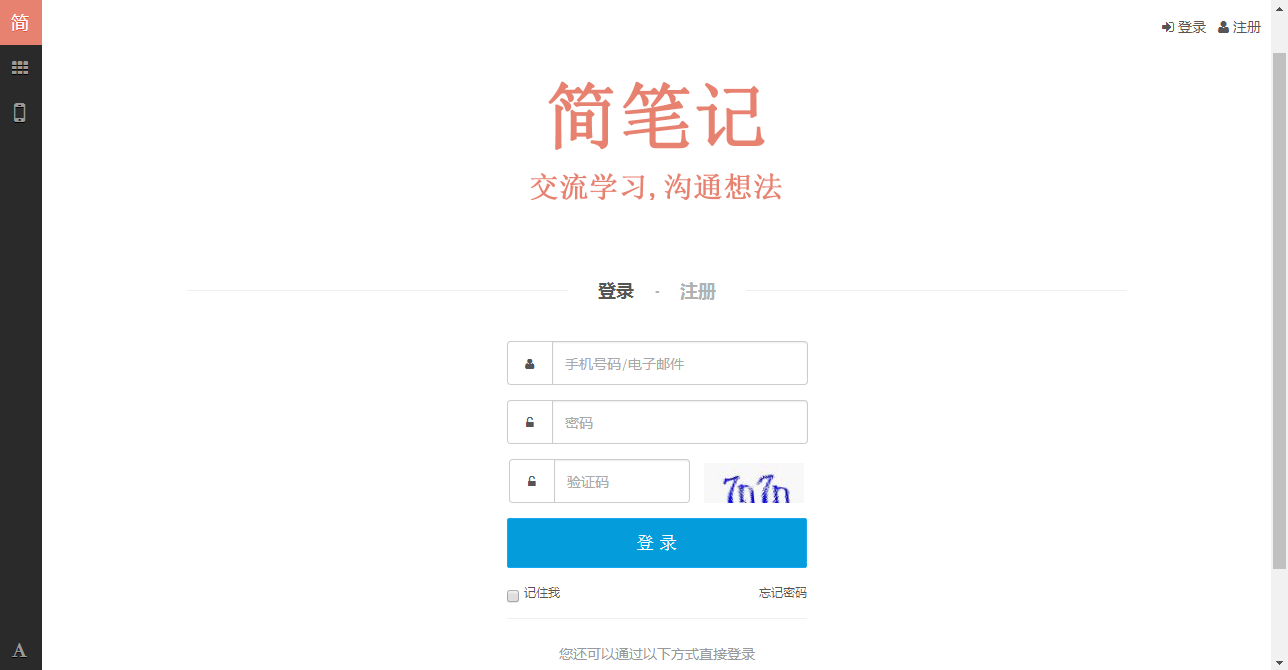 简
登录 注册
简笔记
交流学习, 沟通想法
登录 - 注册
手机号码/电子邮件
密码
验证码
7n7n
登 录
记住我 忘记密码
A
您还可以通过以下方式直接登录